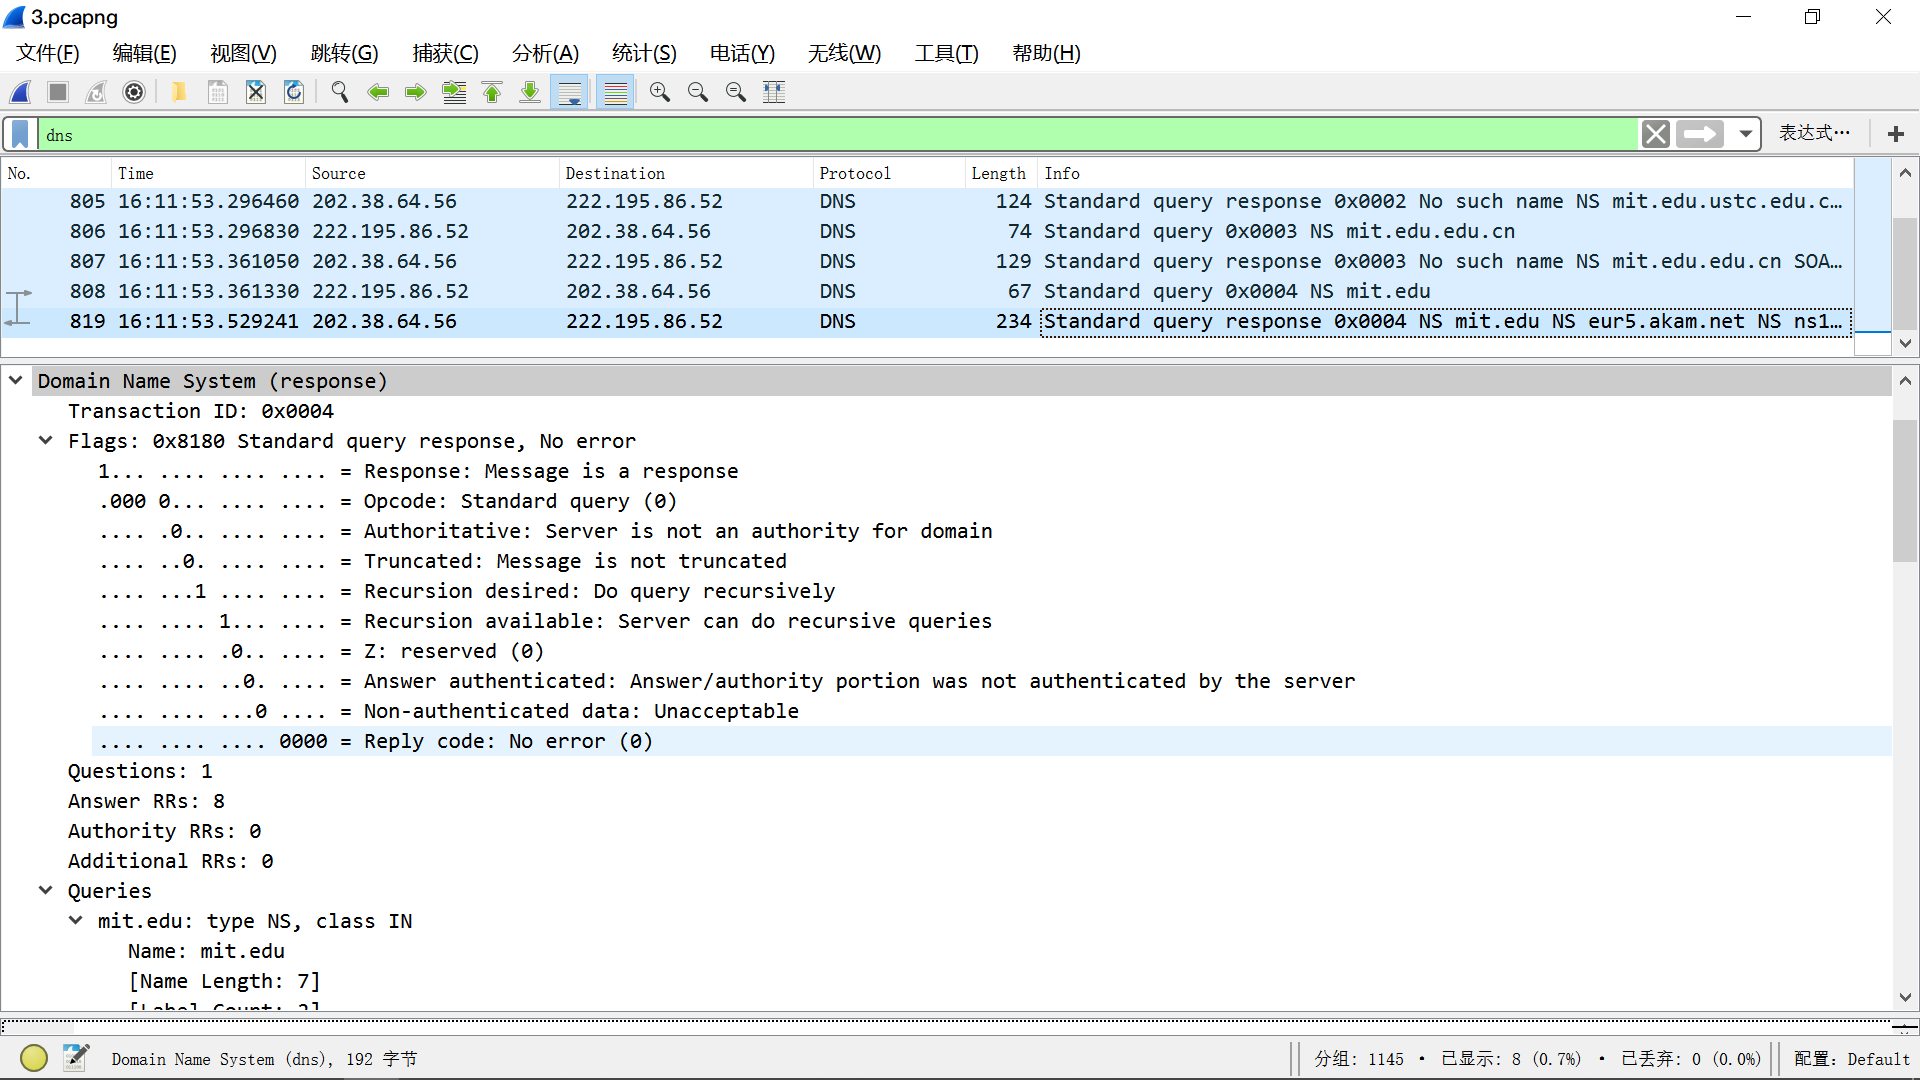 3.pcapng
文件(F) 编辑(E) 视图(V) 跳转(G) 捕获(C) 分析(A) 统计(S) 电话(Y) 无线(W) 工具(T) 帮助(H)
dns 表达式…
No. Time Source Destination Protocol Length Info
805 16:11:53.296460 202.38.64.56 222.195.86.52 DNS 124 Standard query response 0x0002 No such name NS mit.edu.ustc.edu.c…
806 16:11:53.296830 222.195.86.52 202.38.64.56 DNS 74 Standard query 0x0003 NS mit.edu.edu.cn
807 16:11:53.361050 202.38.64.56 222.195.86.52 DNS 129 Standard query response 0x0003 No such name NS mit.edu.edu.cn SOA…
808 16:11:53.361330 222.195.86.52 202.38.64.56 DNS 67 Standard query 0x0004 NS mit.edu
819 16:11:53.529241 202.38.64.56 222.195.86.52 DNS 234 Standard query response 0x0004 NS mit.edu NS eur5.akam.net NS ns1…
Domain Name System (response)
Transaction ID: 0x0004
Flags: 0x8180 Standard query response, No error
1... .... .... .... = Response: Message is a response
.000 0... .... .... = Opcode: Standard query (0)
.... .0.. .... .... = Authoritative: Server is not an authority for domain
.... ..0. .... .... = Truncated: Message is not truncated
.... ...1 .... .... = Recursion desired: Do query recursively
.... .... 1... .... = Recursion available: Server can do recursive queries
.... .... .0.. .... = Z: reserved (0)
.... .... ..0. .... = Answer authenticated: Answer/authority portion was not authenticated by the server
.... .... ...0 .... = Non-authenticated data: Unacceptable
.... .... .... 0000 = Reply code: No error (0)
Questions: 1
Answer RRs: 8
Authority RRs: 0
Additional RRs: 0
Queries
mit.edu: type NS, class IN
Name: mit.edu
[Name Length: 7]
[Label Count: 2]
Domain Name System (dns), 192 字节 分组: 1145 · 已显示: 8 (0.7%) · 已丢弃: 0 (0.0%) 配置: Default